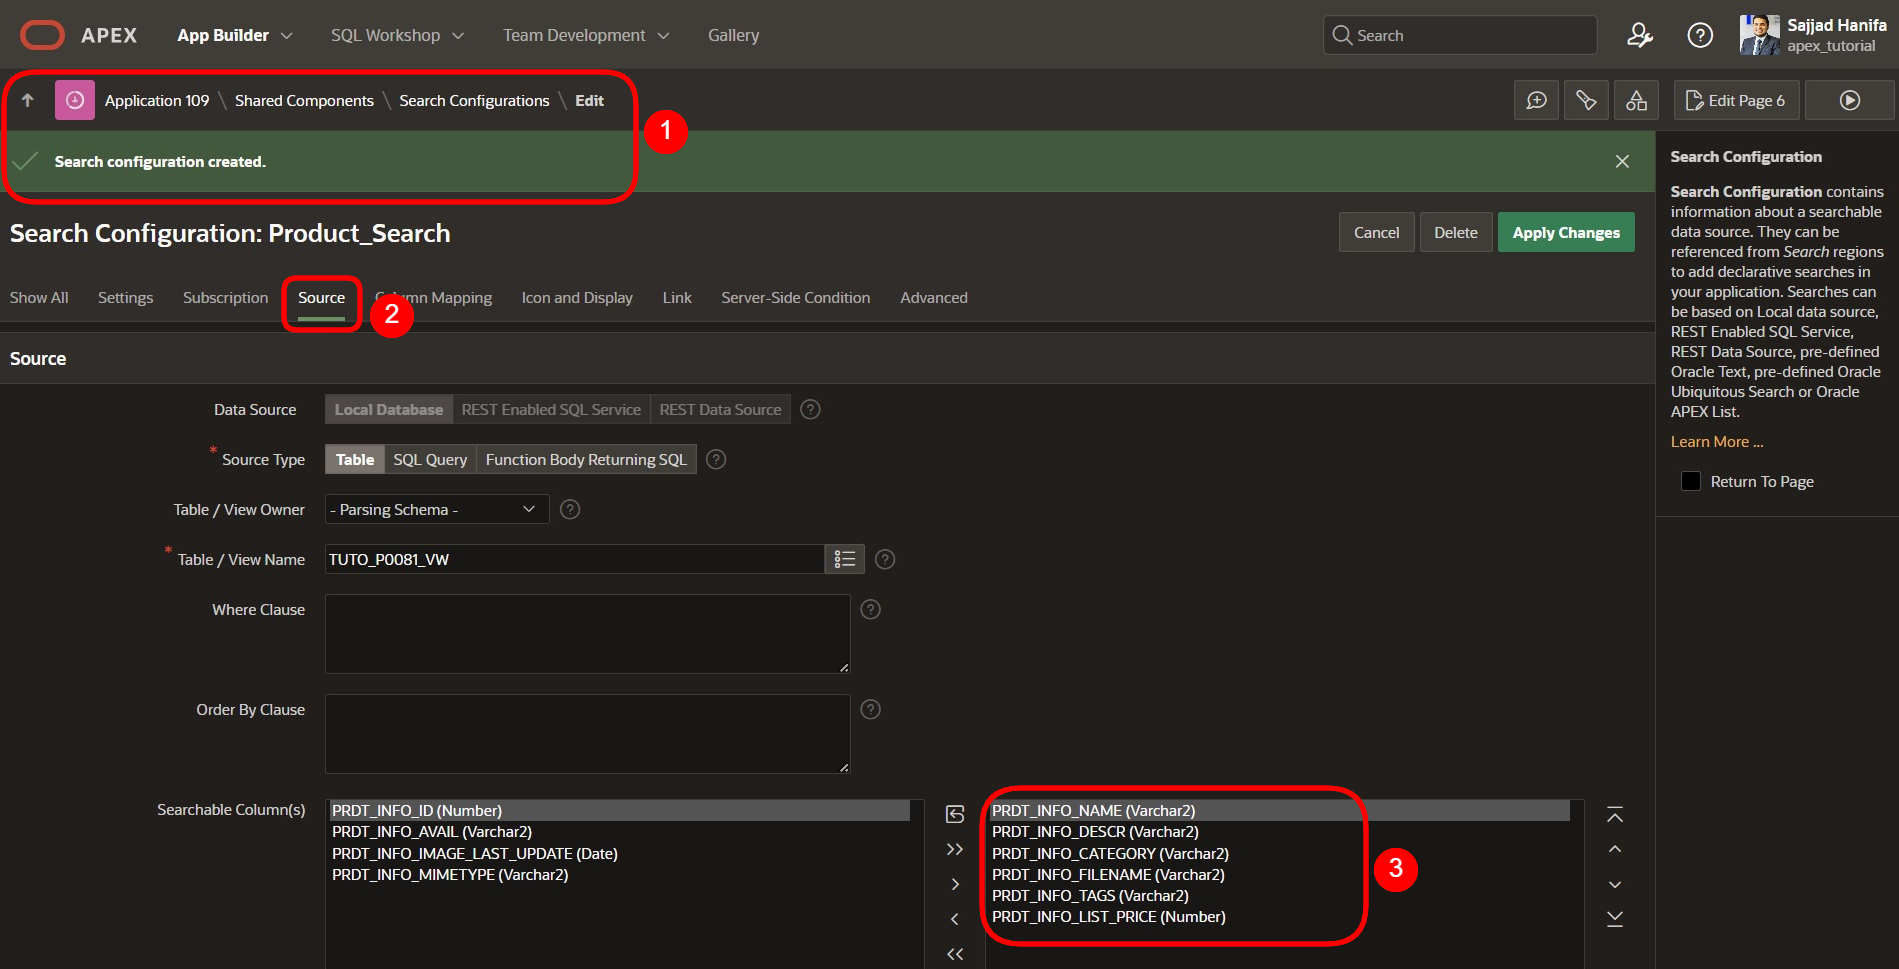 APEX App Builder SQL Workshop Team Development Gallery Search Sajjad Hanifa
apex_tutorial
Application 109 \ Shared Components \ Search Configurations \ Edit Edit Page 6
1
Search configuration created.
Search Configuration: Product_Search
Cancel Delete Apply Changes
Show All Settings Subscription Source Column Mapping Icon and Display Link Server-Side Condition Advanced
2
Source
Data Source Local Database REST Enabled SQL Service REST Data Source ?
* Source Type Table SQL Query Function Body Returning SQL ?
Table / View Owner - Parsing Schema - ?
* Table / View Name TUTO_P0081_VW ?
Where Clause ?
Order By Clause ?
Searchable Column(s)
PRDT_INFO_ID (Number)
PRDT_INFO_AVAIL (Varchar2)
PRDT_INFO_IMAGE_LAST_UPDATE (Date)
PRDT_INFO_MIMETYPE (Varchar2)
PRDT_INFO_NAME (Varchar2)
PRDT_INFO_DESCR (Varchar2)
PRDT_INFO_CATEGORY (Varchar2)
PRDT_INFO_FILENAME (Varchar2)
PRDT_INFO_TAGS (Varchar2)
PRDT_INFO_LIST_PRICE (Number)
3
Search Configuration
Search Configuration contains
information about a searchable
data source. They can be
referenced from Search regions
to add declarative searches in
your application. Searches can
be based on Local data source,
REST Enabled SQL Service,
REST Data Source, pre-defined
Oracle Text, pre-defined Oracle
Ubiquitous Search or Oracle
APEX List.
Learn More ...
Return To Page